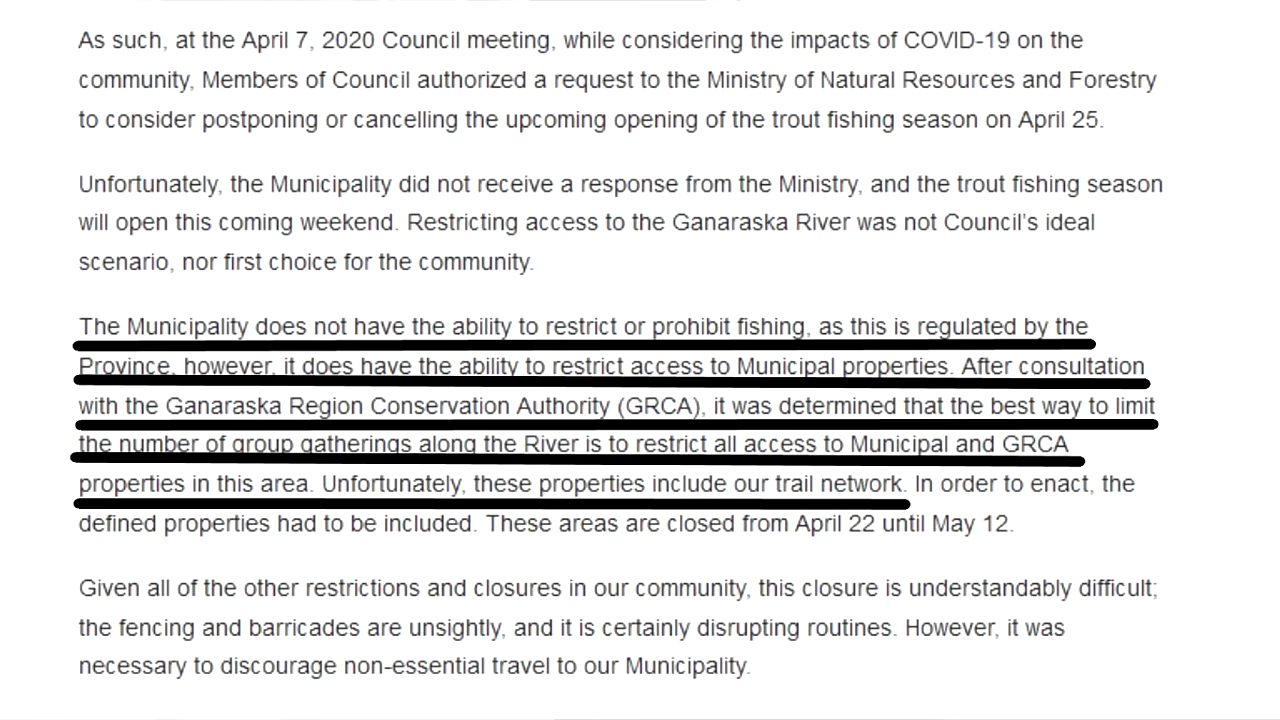 As such, at the April 7, 2020 Council meeting, while considering the impacts of COVID-19 on the
community, Members of Council authorized a request to the Ministry of Natural Resources and Forestry
to consider postponing or cancelling the upcoming opening of the trout fishing season on April 25.
Unfortunately, the Municipality did not receive a response from the Ministry, and the trout fishing season
will open this coming weekend. Restricting access to the Ganaraska River was not Council's ideal
scenario, nor first choice for the community.
The Municipality does not have the ability to restrict or prohibit fishing, as this is regulated by the
Province, however, it does have the ability to restrict access to Municipal properties. After consultation
with the Ganaraska Region Conservation Authority (GRCA), it was determined that the best way to limit
the number of group gatherings along the River is to restrict all access to Municipal and GRCA
properties in this area. Unfortunately, these properties include our trail network. In order to enact, the
defined properties had to be included. These areas are closed from April 22 until May 12.
Given all of the other restrictions and closures in our community, this closure is understandably difficult;
the fencing and barricades are unsightly, and it is certainly disrupting routines. However, it was
necessary to discourage non-essential travel to our Municipality.